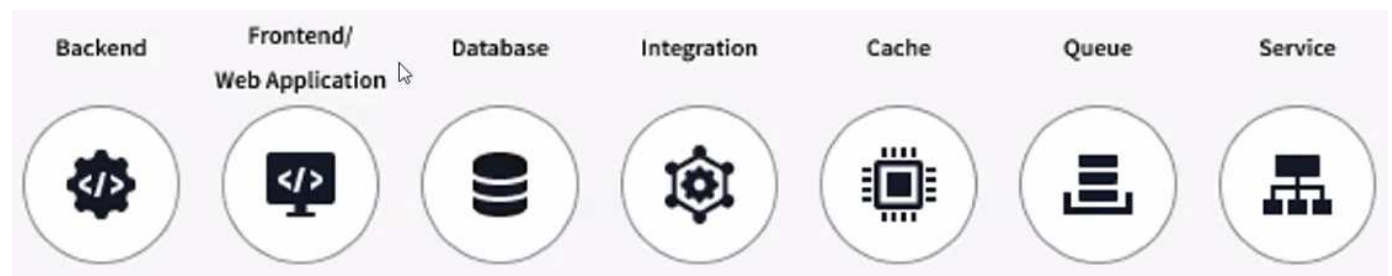 Backend
Frontend/
Web Application
Database
Integration
Cache
Queue
Service
</>
</>